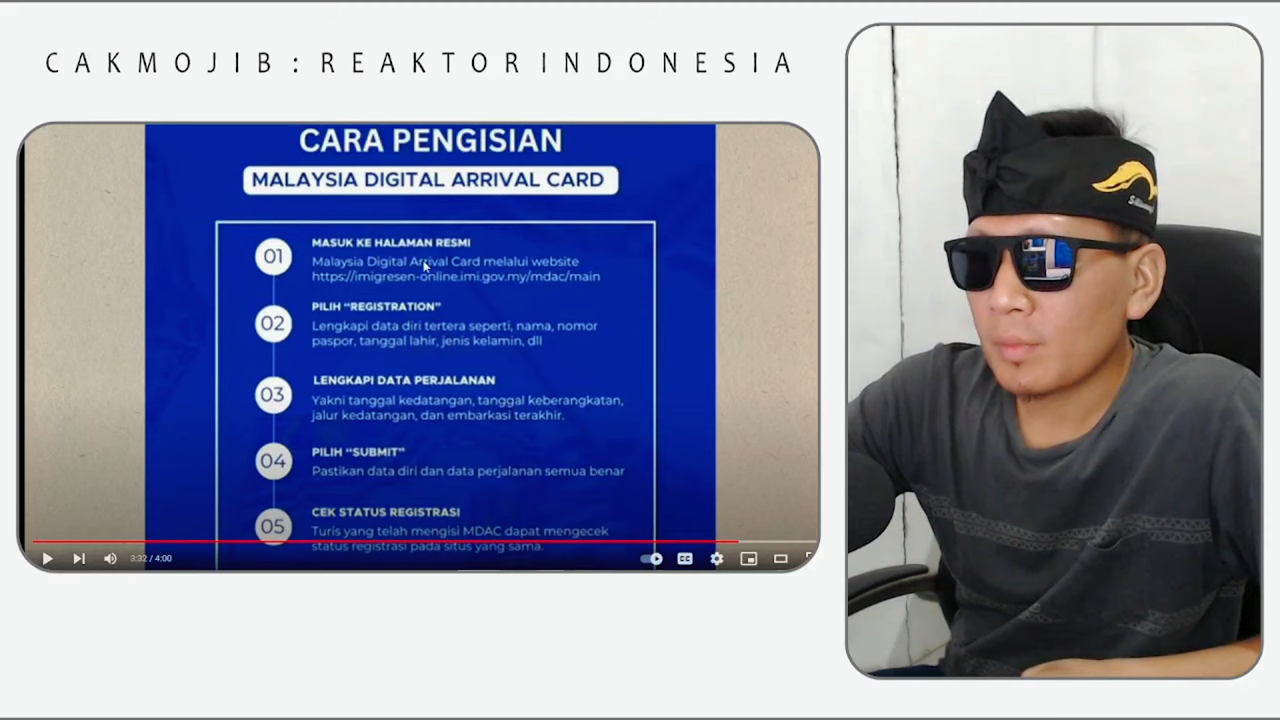 CAKMOJIB : REAKTOR INDONESIA
CARA PENGISIAN
MALAYSIA DIGITAL ARRIVAL CARD
01
MASUK KE HALAMAN RESMI
Malaysia Digital Arrival Card melalui website
https://imigresen-online.imi.gov.my/mdac/main
02
PILIH “REGISTRATION”
Lengkapi data diri tertera seperti, nama, nomor
paspor, tanggal lahir, jenis kelamin, dll
03
LENGKAPI DATA PERJALANAN
Yakni tanggal kedatangan, tanggal keberangkatan,
jalur kedatangan, dan embarkasi terakhir.
04
PILIH “SUBMIT”
Pastikan data diri dan data perjalanan semua benar
05
CEK STATUS REGISTRASI
Turis yang telah mengisi MDAC dapat mengecek
status registrasi pada situs yang sama.
3:32 / 4:00
CC